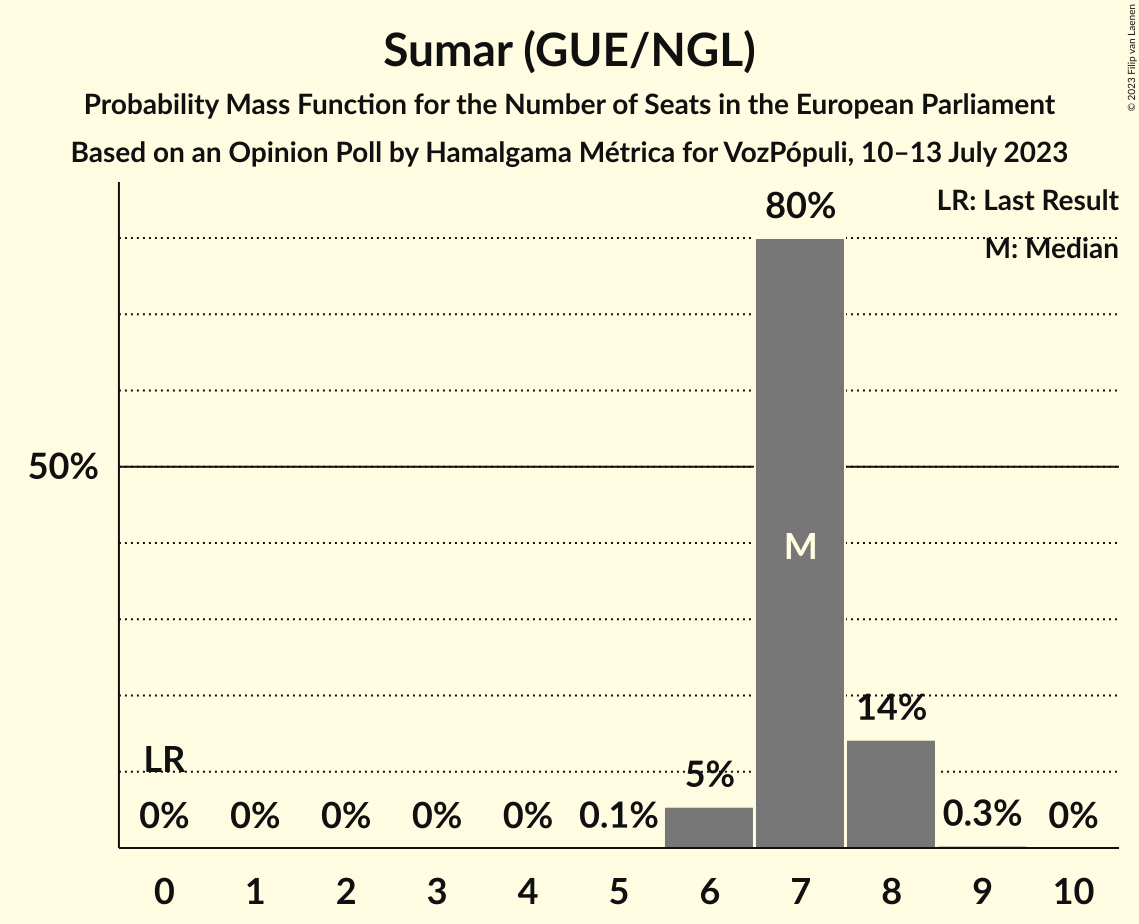 Sumar (GUE/NGL)
Probability Mass Function for the Number of Seats in the European Parliament
Based on an Opinion Poll by Hamalgama Métrica for VozPópuli, 10–13 July 2023
© 2023 Filip van Laenen
LR: Last Result
M: Median
80%
50%
M
14%
LR
5%
0% 0% 0% 0% 0% 0.1% 0.3% 0%
0 1 2 3 4 5 6 7 8 9 10